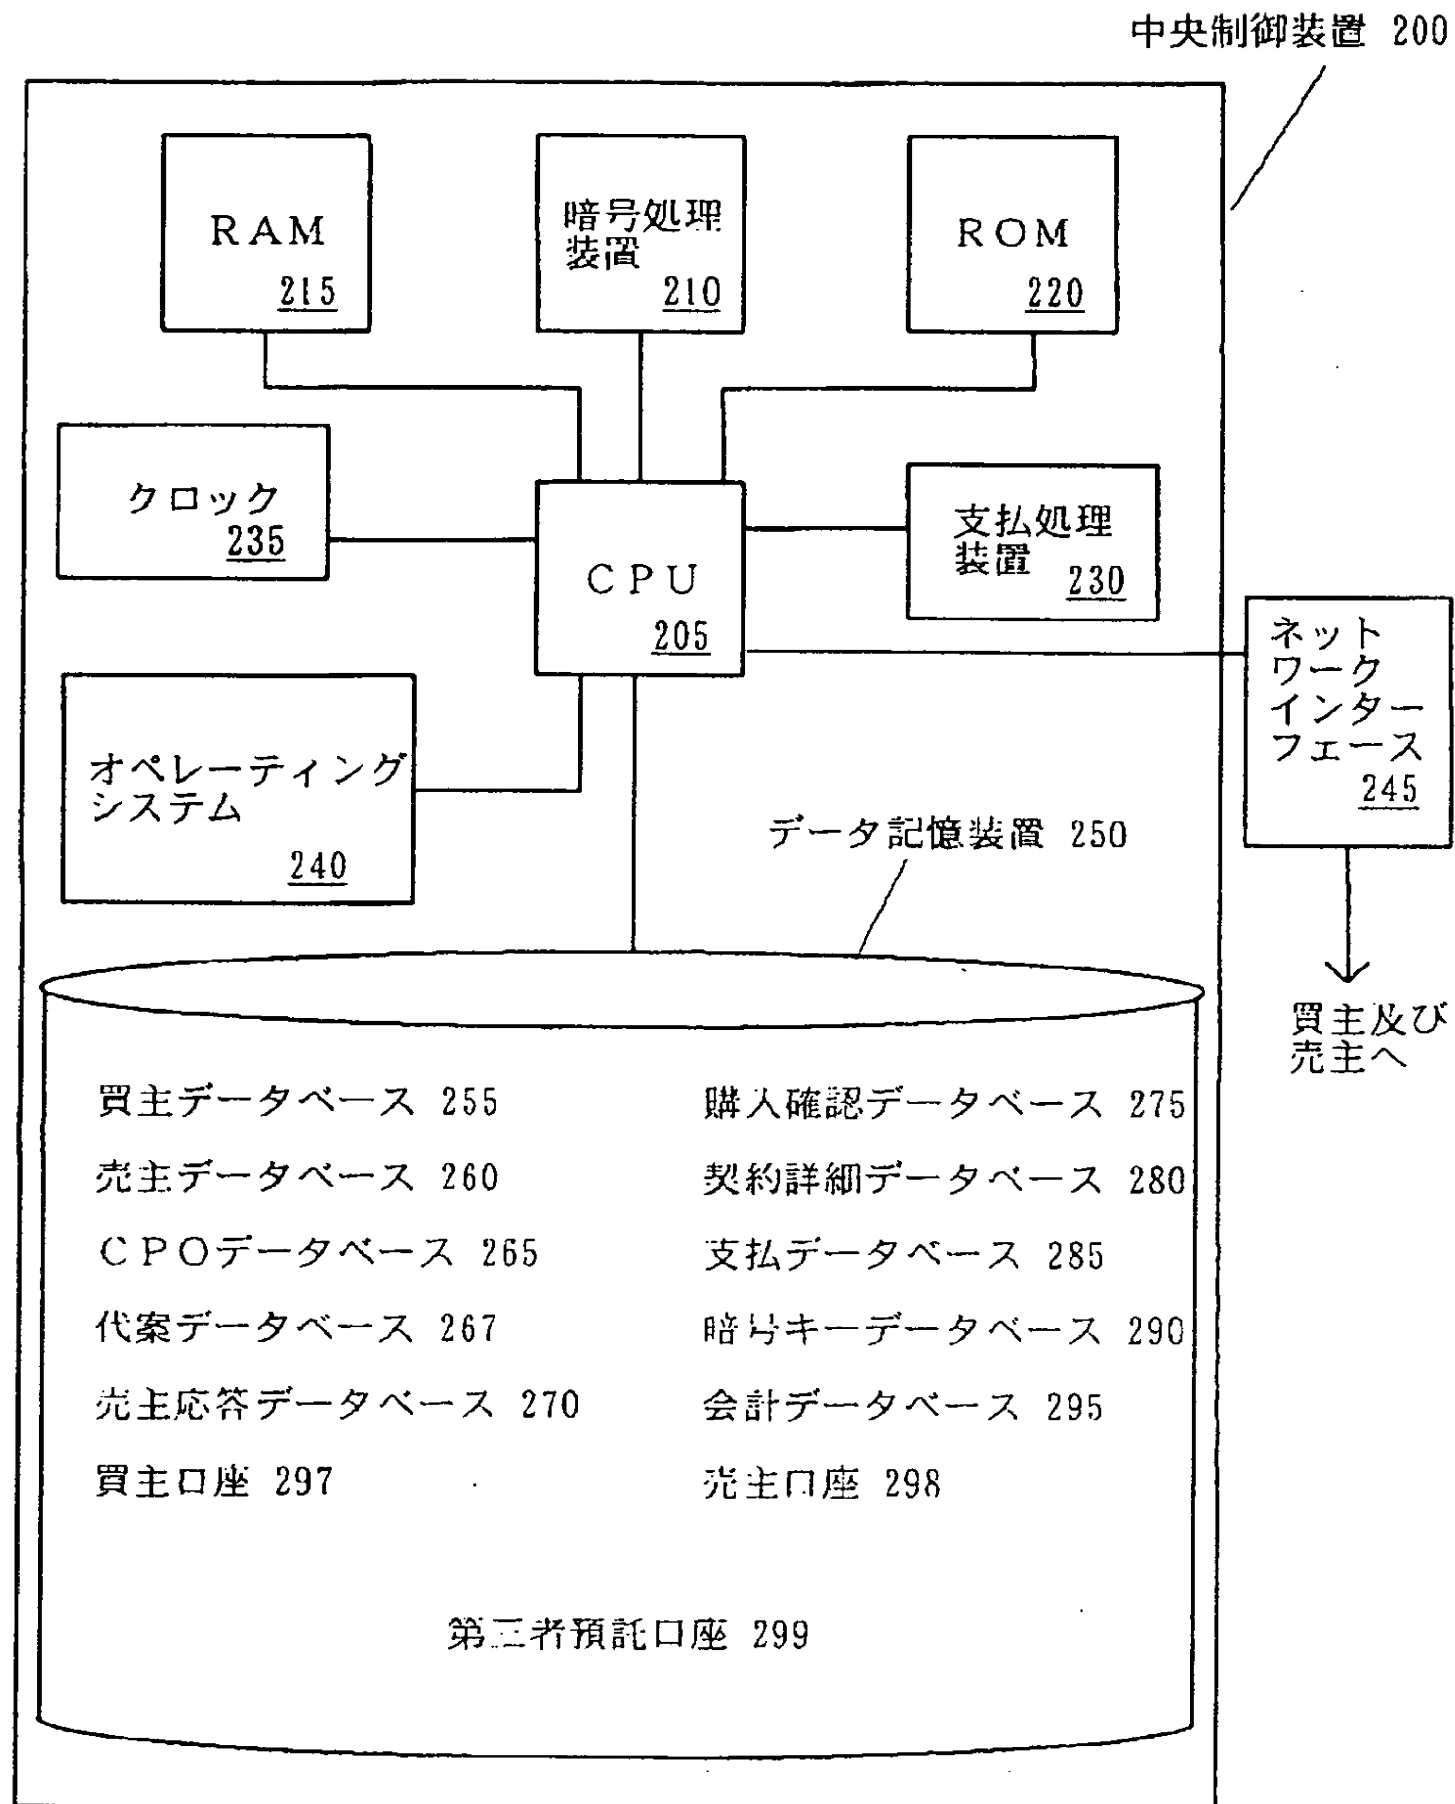 中央制御装置 200
RAM
215
暗号処理
装置
210
ROM
220
クロック
235
CPU
205
支払処理
装置
230
ネット
ワーク
インター
フェース
245
オペレーティング
システム
240
データ記憶装置 250
買主及び
売主へ
買主データベース 255
購入確認データベース 275
売主データベース 260
契約詳細データベース 280
CPOデータベース 265
支払データベース 285
代案データベース 267
暗号キーデータベース 290
売主応答データベース 270
会計データベース 295
買主口座 297
売主口座 298
第三者預託口座 299